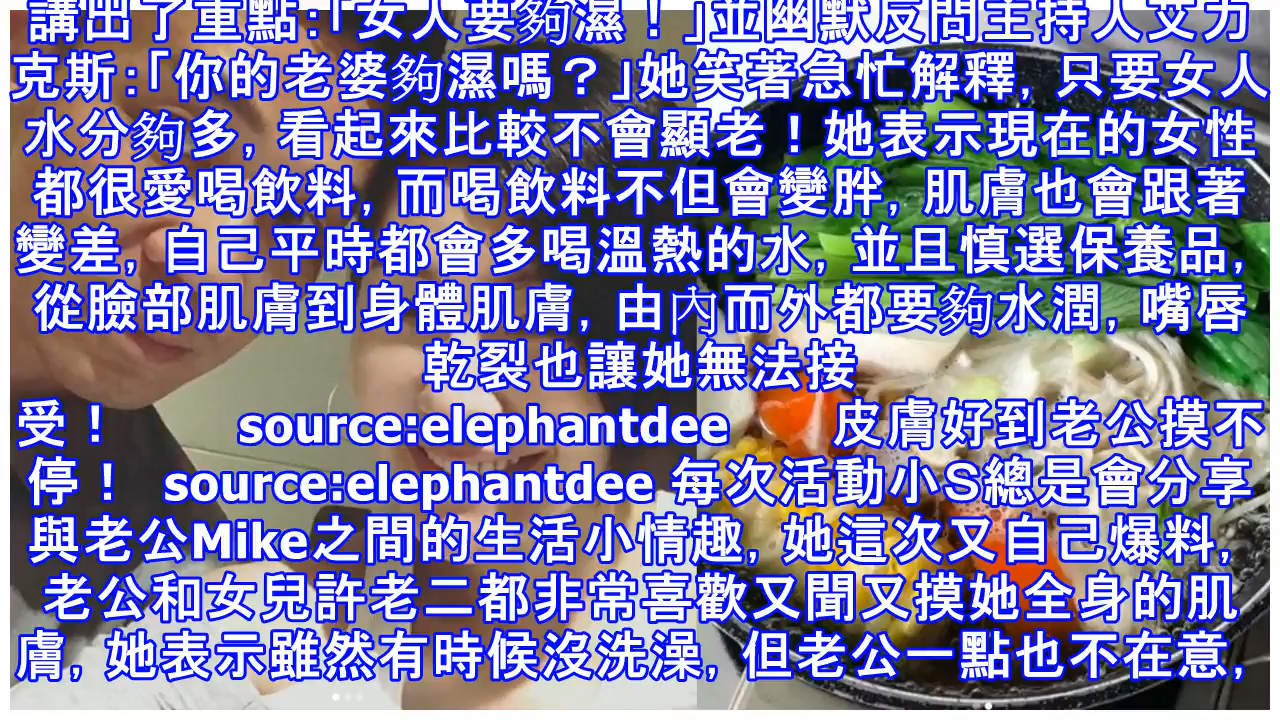 講出了重點:「女人要夠濕！」並幽默反問主持人艾力
克斯:「你的老婆夠濕嗎？」她笑著急忙解釋, 只要女人
水分夠多, 看起來比較不會顯老！她表示現在的女性
都很愛喝飲料, 而喝飲料不但會變胖, 肌膚也會跟著
變差, 自己平時都會多喝溫熱的水, 並且慎選保養品,
從臉部肌膚到身體肌膚, 由內而外都要夠水潤, 嘴唇
乾裂也讓她無法接
受！ source:elephantdee 皮膚好到老公摸不
停！ source:elephantdee 每次活動小S總是會分享
與老公Mike之間的生活小情趣, 她這次又自己爆料,
老公和女兒許老二都非常喜歡又聞又摸她全身的肌
膚, 她表示雖然有時候沒洗澡, 但老公一點也不在意,